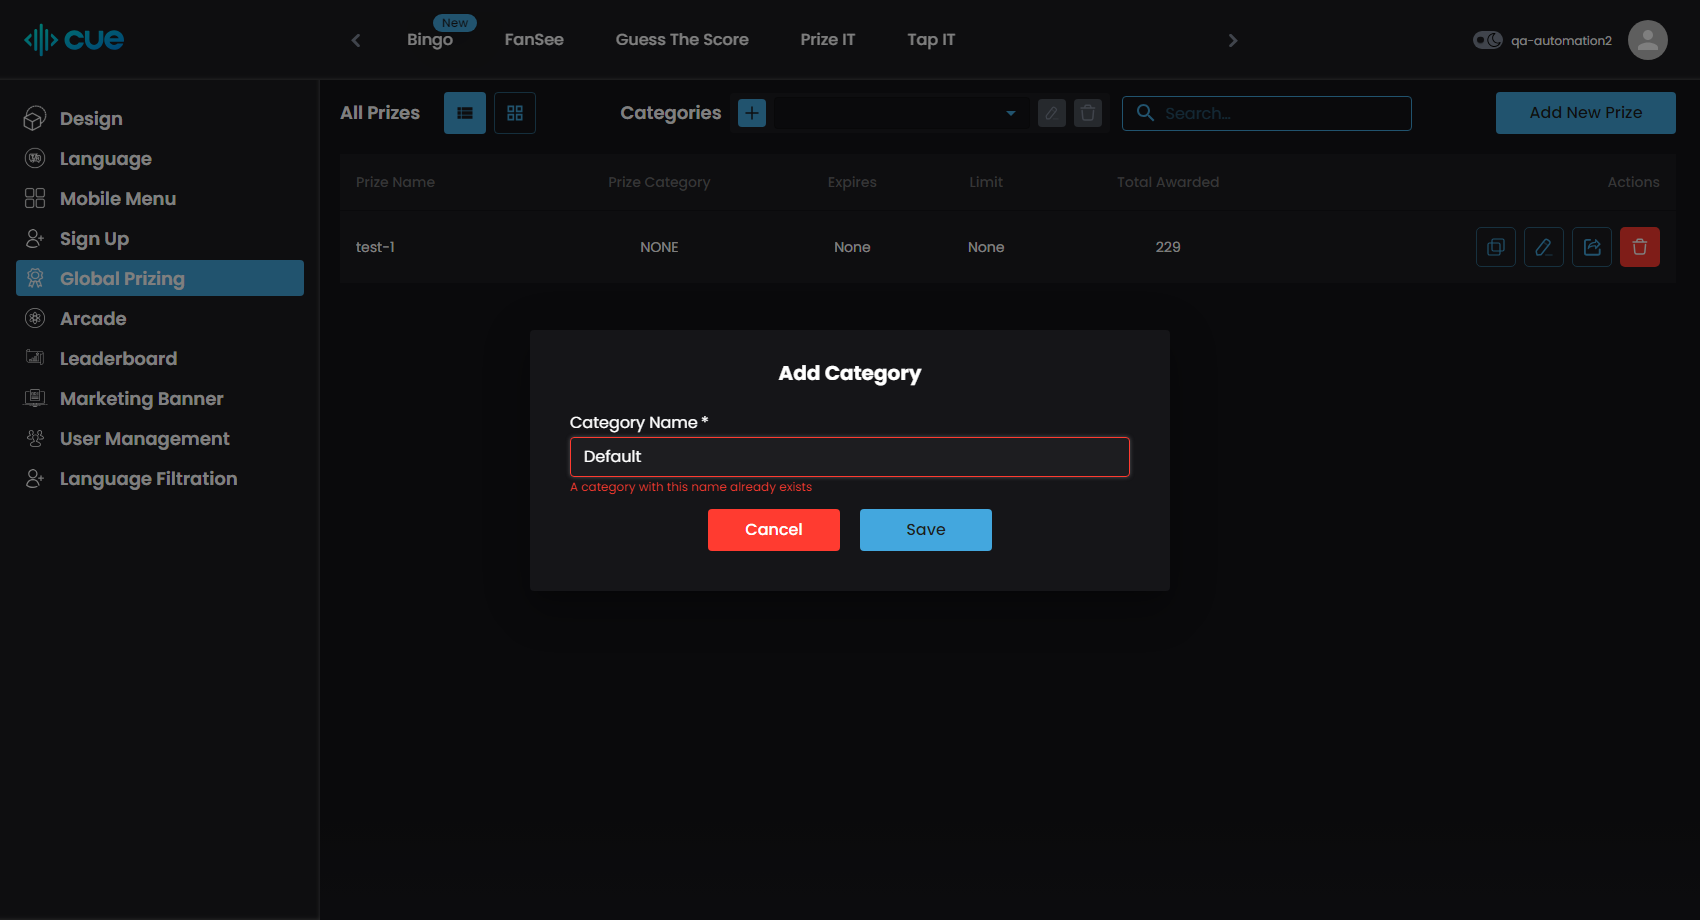 cue
Bingo
New
FanSee
Guess The Score
Prize IT
Tap IT
qa-automation2
Design
Language
Mobile Menu
Sign Up
Global Prizing
Arcade
Leaderboard
Marketing Banner
User Management
Language Filtration
All Prizes
Categories
Search...
Add New Prize
Prize Name Prize Category Expires Limit Total Awarded Actions
test-1 NONE None None 229
Add Category
Category Name *
Default
A category with this name already exists
Cancel
Save